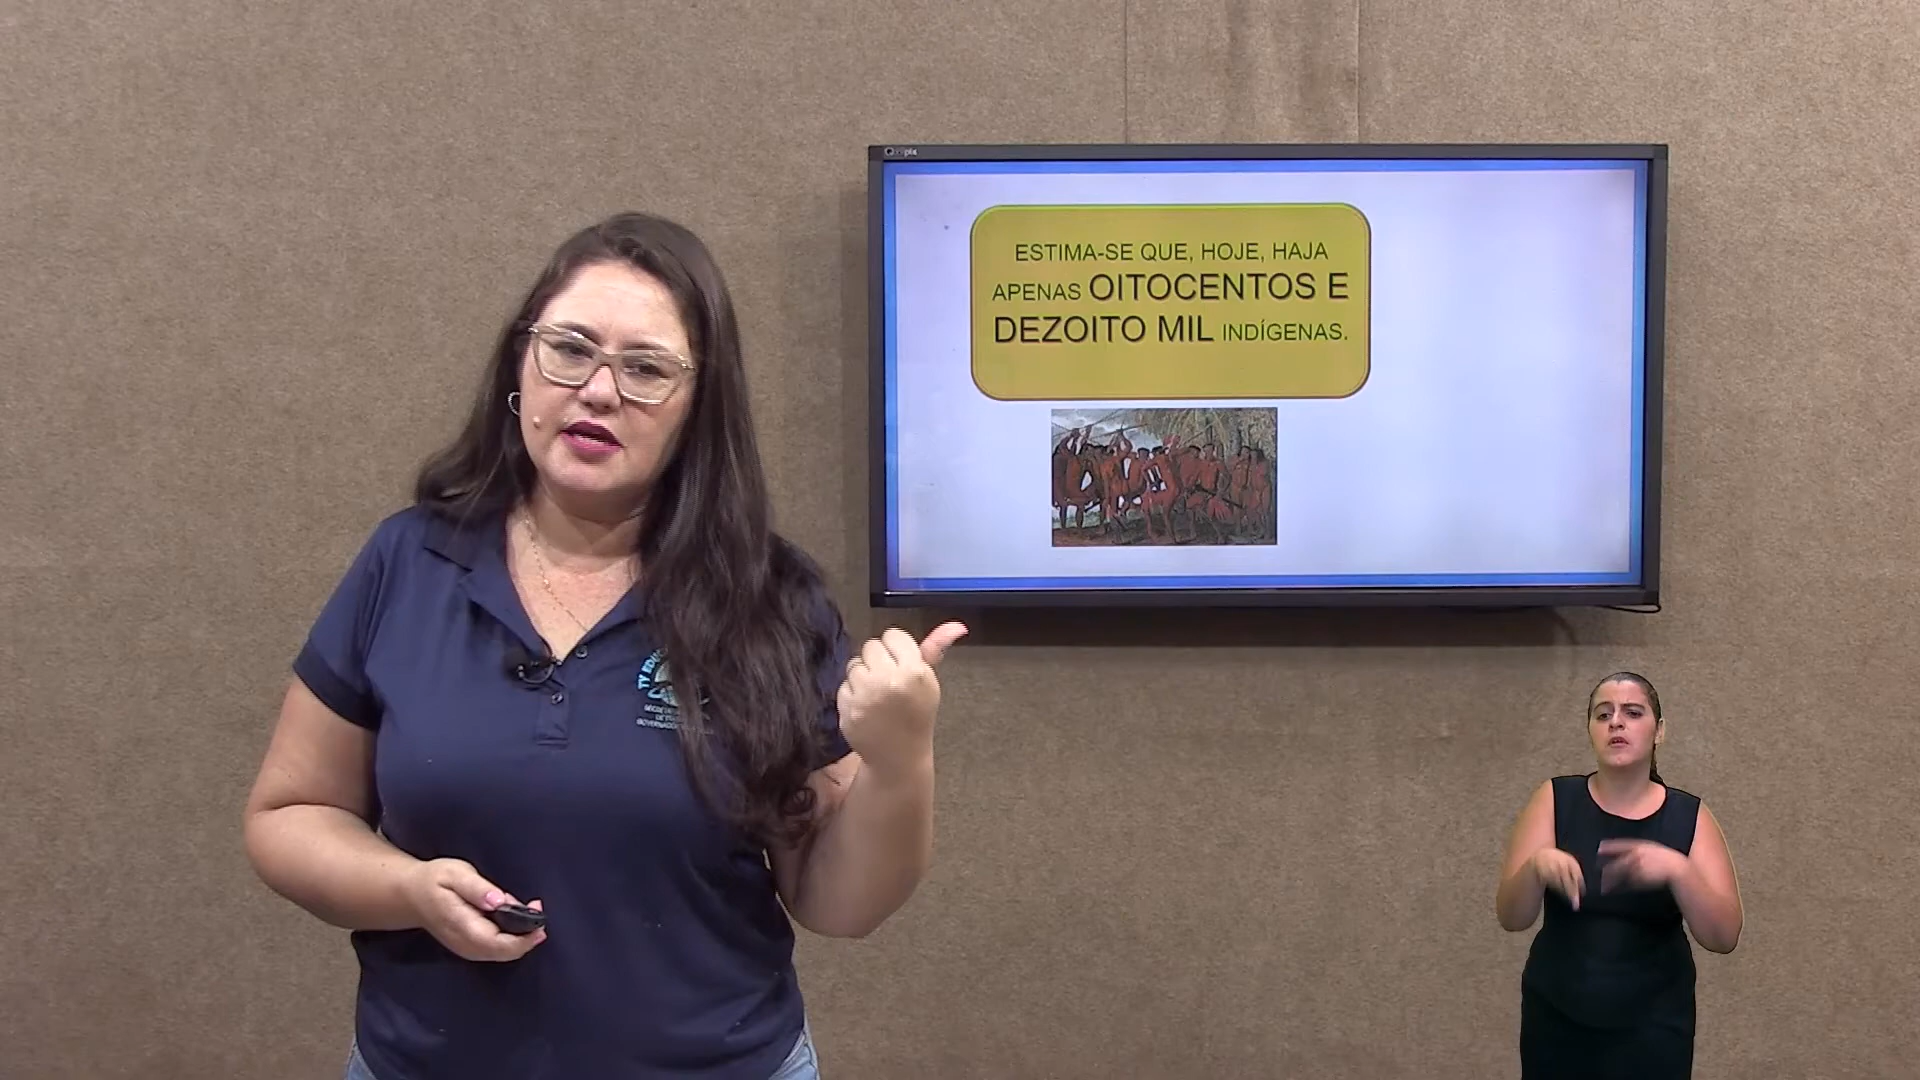 ESTIMA-SE QUE, HOJE, HAJA
APENAS OITOCENTOS E
DEZOITO MIL INDÍGENAS.